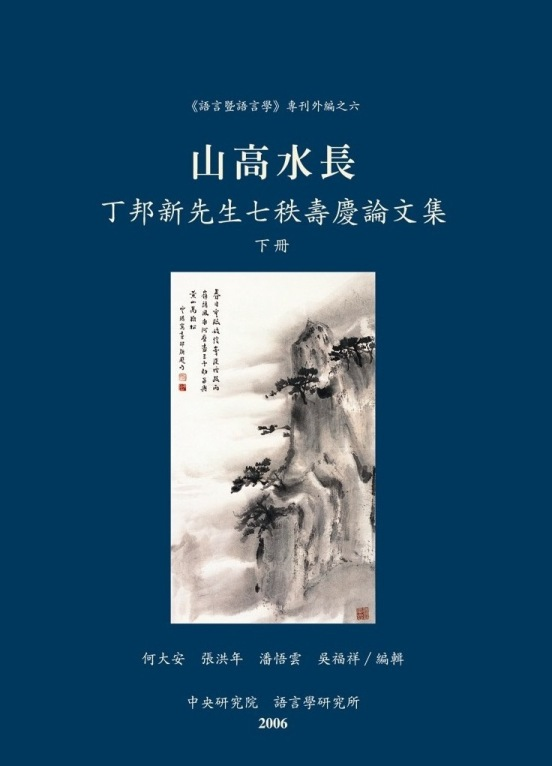 《語言暨語言學》專刊外編之六
山高水長
丁邦新先生七秩壽慶論文集
下冊
何大安 張洪年 潘悟雲 吳福祥/編輯
中央研究院 語言學研究所
2006